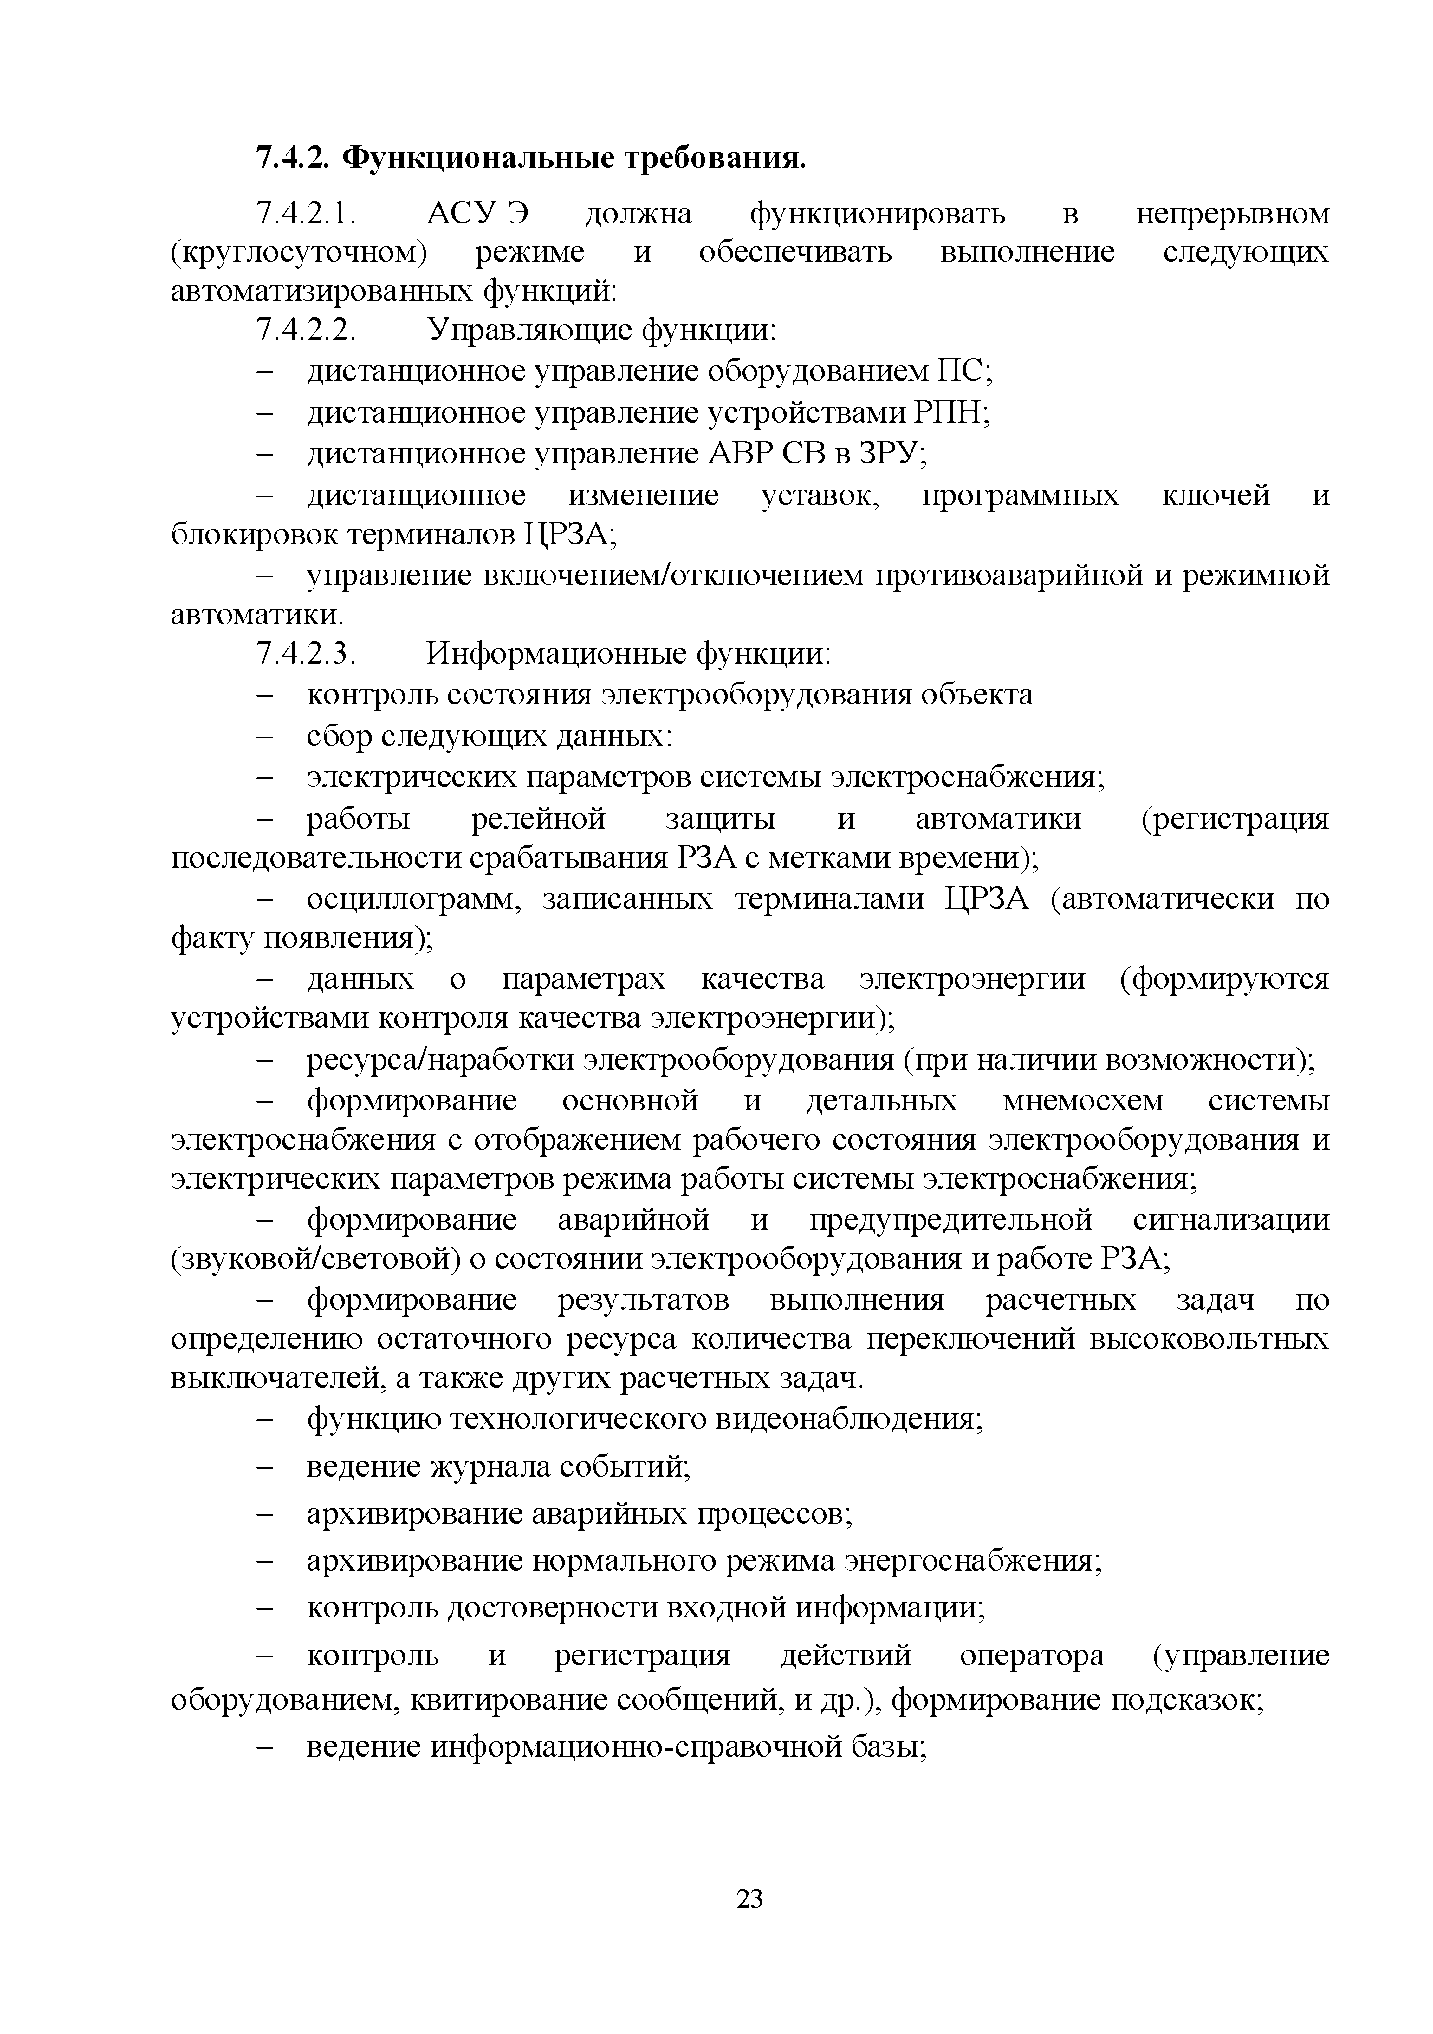 7.4.2. Функциональные требования.
7.4.2.1. АСУ Э должна функционировать в непрерывном
(круглосуточном) режиме и обеспечивать выполнение следующих
автоматизированных функций:
7.4.2.2. Управляющие функции:
– дистанционное управление оборудованием ПС;
– дистанционное управление устройствами РПН;
– дистанционное управление АВР СВ в ЗРУ;
– дистанционное изменение уставок, программных ключей и
блокировок терминалов ЦРЗА;
– управление включением/отключением противоаварийной и режимной
автоматики.
7.4.2.3. Информационные функции:
– контроль состояния электрооборудования объекта
– сбор следующих данных:
– электрических параметров системы электроснабжения;
– работы релейной защиты и автоматики (регистрация
последовательности срабатывания РЗА с метками времени);
– осциллограмм, записанных терминалами ЦРЗА (автоматически по
факту появления);
– данных о параметрах качества электроэнергии (формируются
устройствами контроля качества электроэнергии);
– ресурса/наработки электрооборудования (при наличии возможности);
– формирование основной и детальных мнемосхем системы
электроснабжения с отображением рабочего состояния электрооборудования и
электрических параметров режима работы системы электроснабжения;
– формирование аварийной и предупредительной сигнализации
(звуковой/световой) о состоянии электрооборудования и работе РЗА;
– формирование результатов выполнения расчетных задач по
определению остаточного ресурса количества переключений высоковольтных
выключателей, а также других расчетных задач.
– функцию технологического видеонаблюдения;
– ведение журнала событий;
– архивирование аварийных процессов;
– архивирование нормального режима энергоснабжения;
– контроль достоверности входной информации;
– контроль и регистрация действий оператора (управление
оборудованием, квитирование сообщений, и др.), формирование подсказок;
– ведение информационно-справочной базы;
23